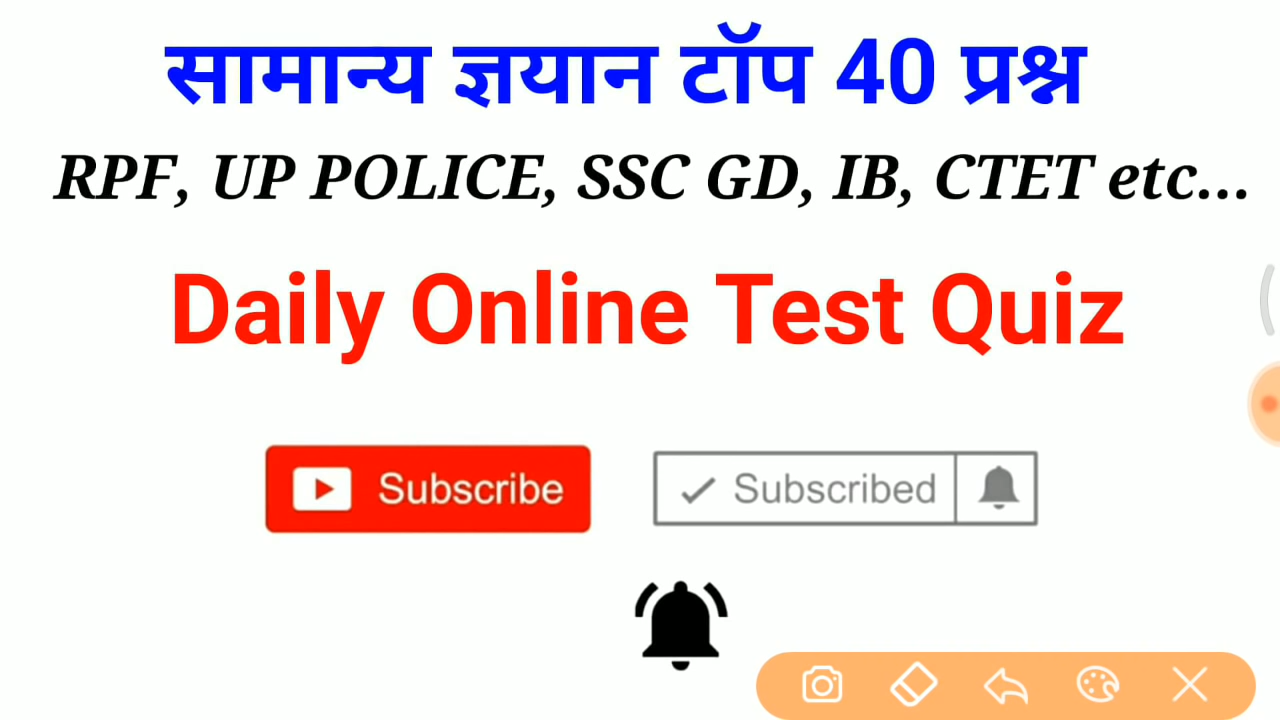 सामान्य ज्ञयान टॉप 40 प्रश्न
RPF, UP POLICE, SSC GD, IB, CTET etc...
Daily Online Test Quiz
Subscribe
Subscribed